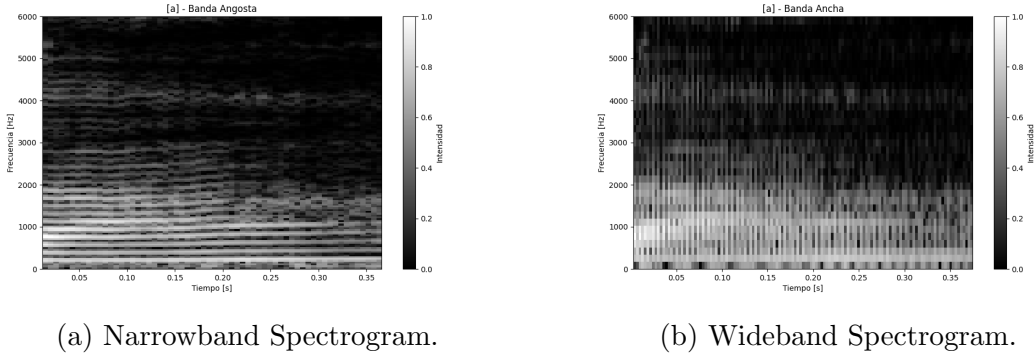 [a] - Banda Angosta
6000
5000
4000
3000
2000
1000
0
Frecuencia [Hz]
0.05 0.10 0.15 0.20 0.25 0.30 0.35
Tiempo [s]
1.0
0.8
0.6
0.4
0.2
0.0
Intensidad
(a) Narrowband Spectrogram.
[a] - Banda Ancha
6000
5000
4000
3000
2000
1000
0
Frecuencia [Hz]
0.05 0.10 0.15 0.20 0.25 0.30 0.35
Tiempo [s]
1.0
0.8
0.6
0.4
0.2
0.0
Intensidad
(b) Wideband Spectrogram.